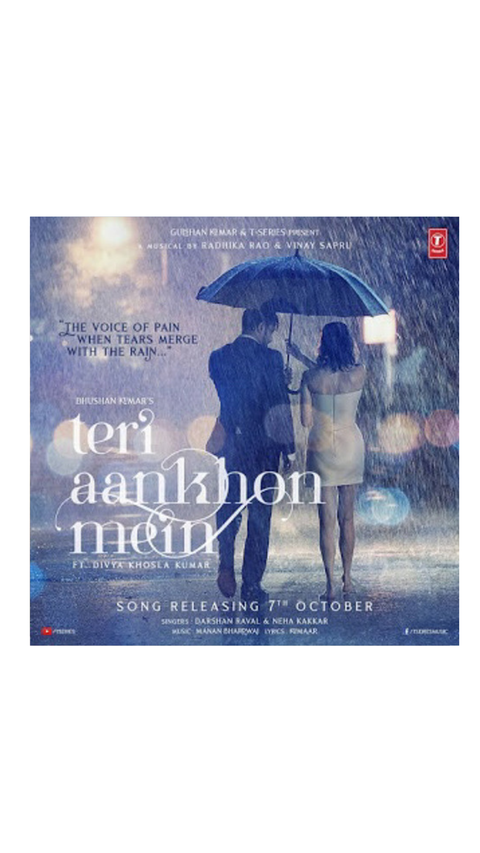 GULSHAN KUMAR & T-SERIES PRESENT
A MUSICAL BY RADHIKA RAO & VINAY SAPRU
T
"THE VOICE OF PAIN
WHEN TEARS MERGE
WITH THE RAIN..."
BHUSHAN KUMAR'S
teri
aankhon
mein
FT. DIVYA KHOSLA KUMAR
SONG RELEASING 7TH OCTOBER
SINGERS : DARSHAN RAVAL & NEHA KAKKAR
MUSIC : MANAN BHARDWAJ LYRICS : KUMAAR
/TSERIES
/TSERIESMUSIC